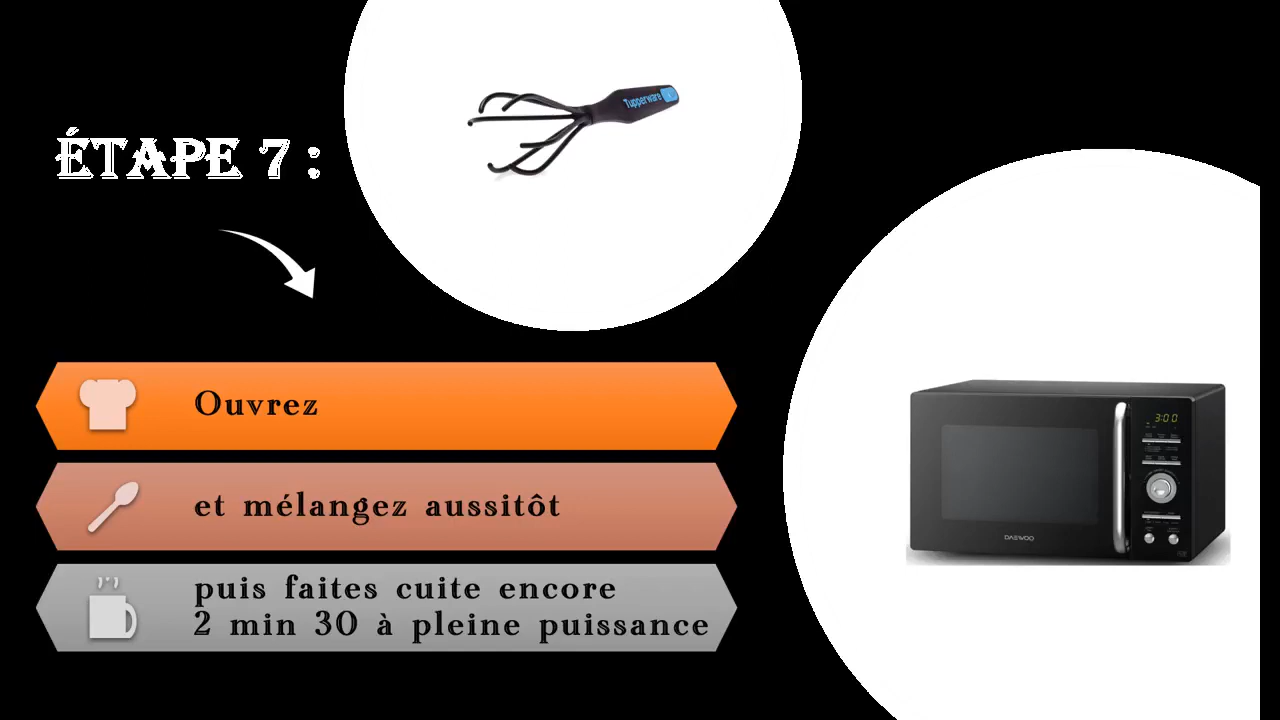 Tupperware
ÉTAPE 7 :
Ouvrez
et mélangez aussitôt
puis faites cuite encore
2 min 30 à pleine puissance
3:00
DAEWOO